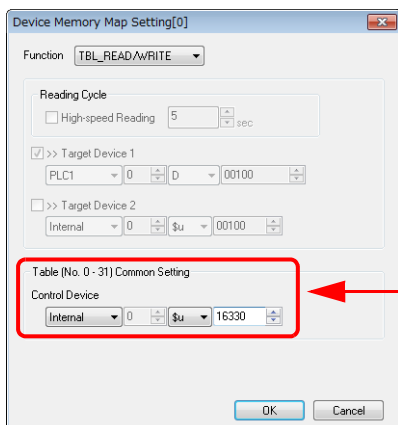 Device Memory Map Setting[0]
Function TBL_READ/WRITE
Reading Cycle
High-speed Reading 5 sec
>> Target Device 1
PLC1 0 D 00100
>> Target Device 2
Internal 0 $u 00100
Table (No. 0 - 31) Common Setting
Control Device
Internal 0 $u 16330
OK Cancel